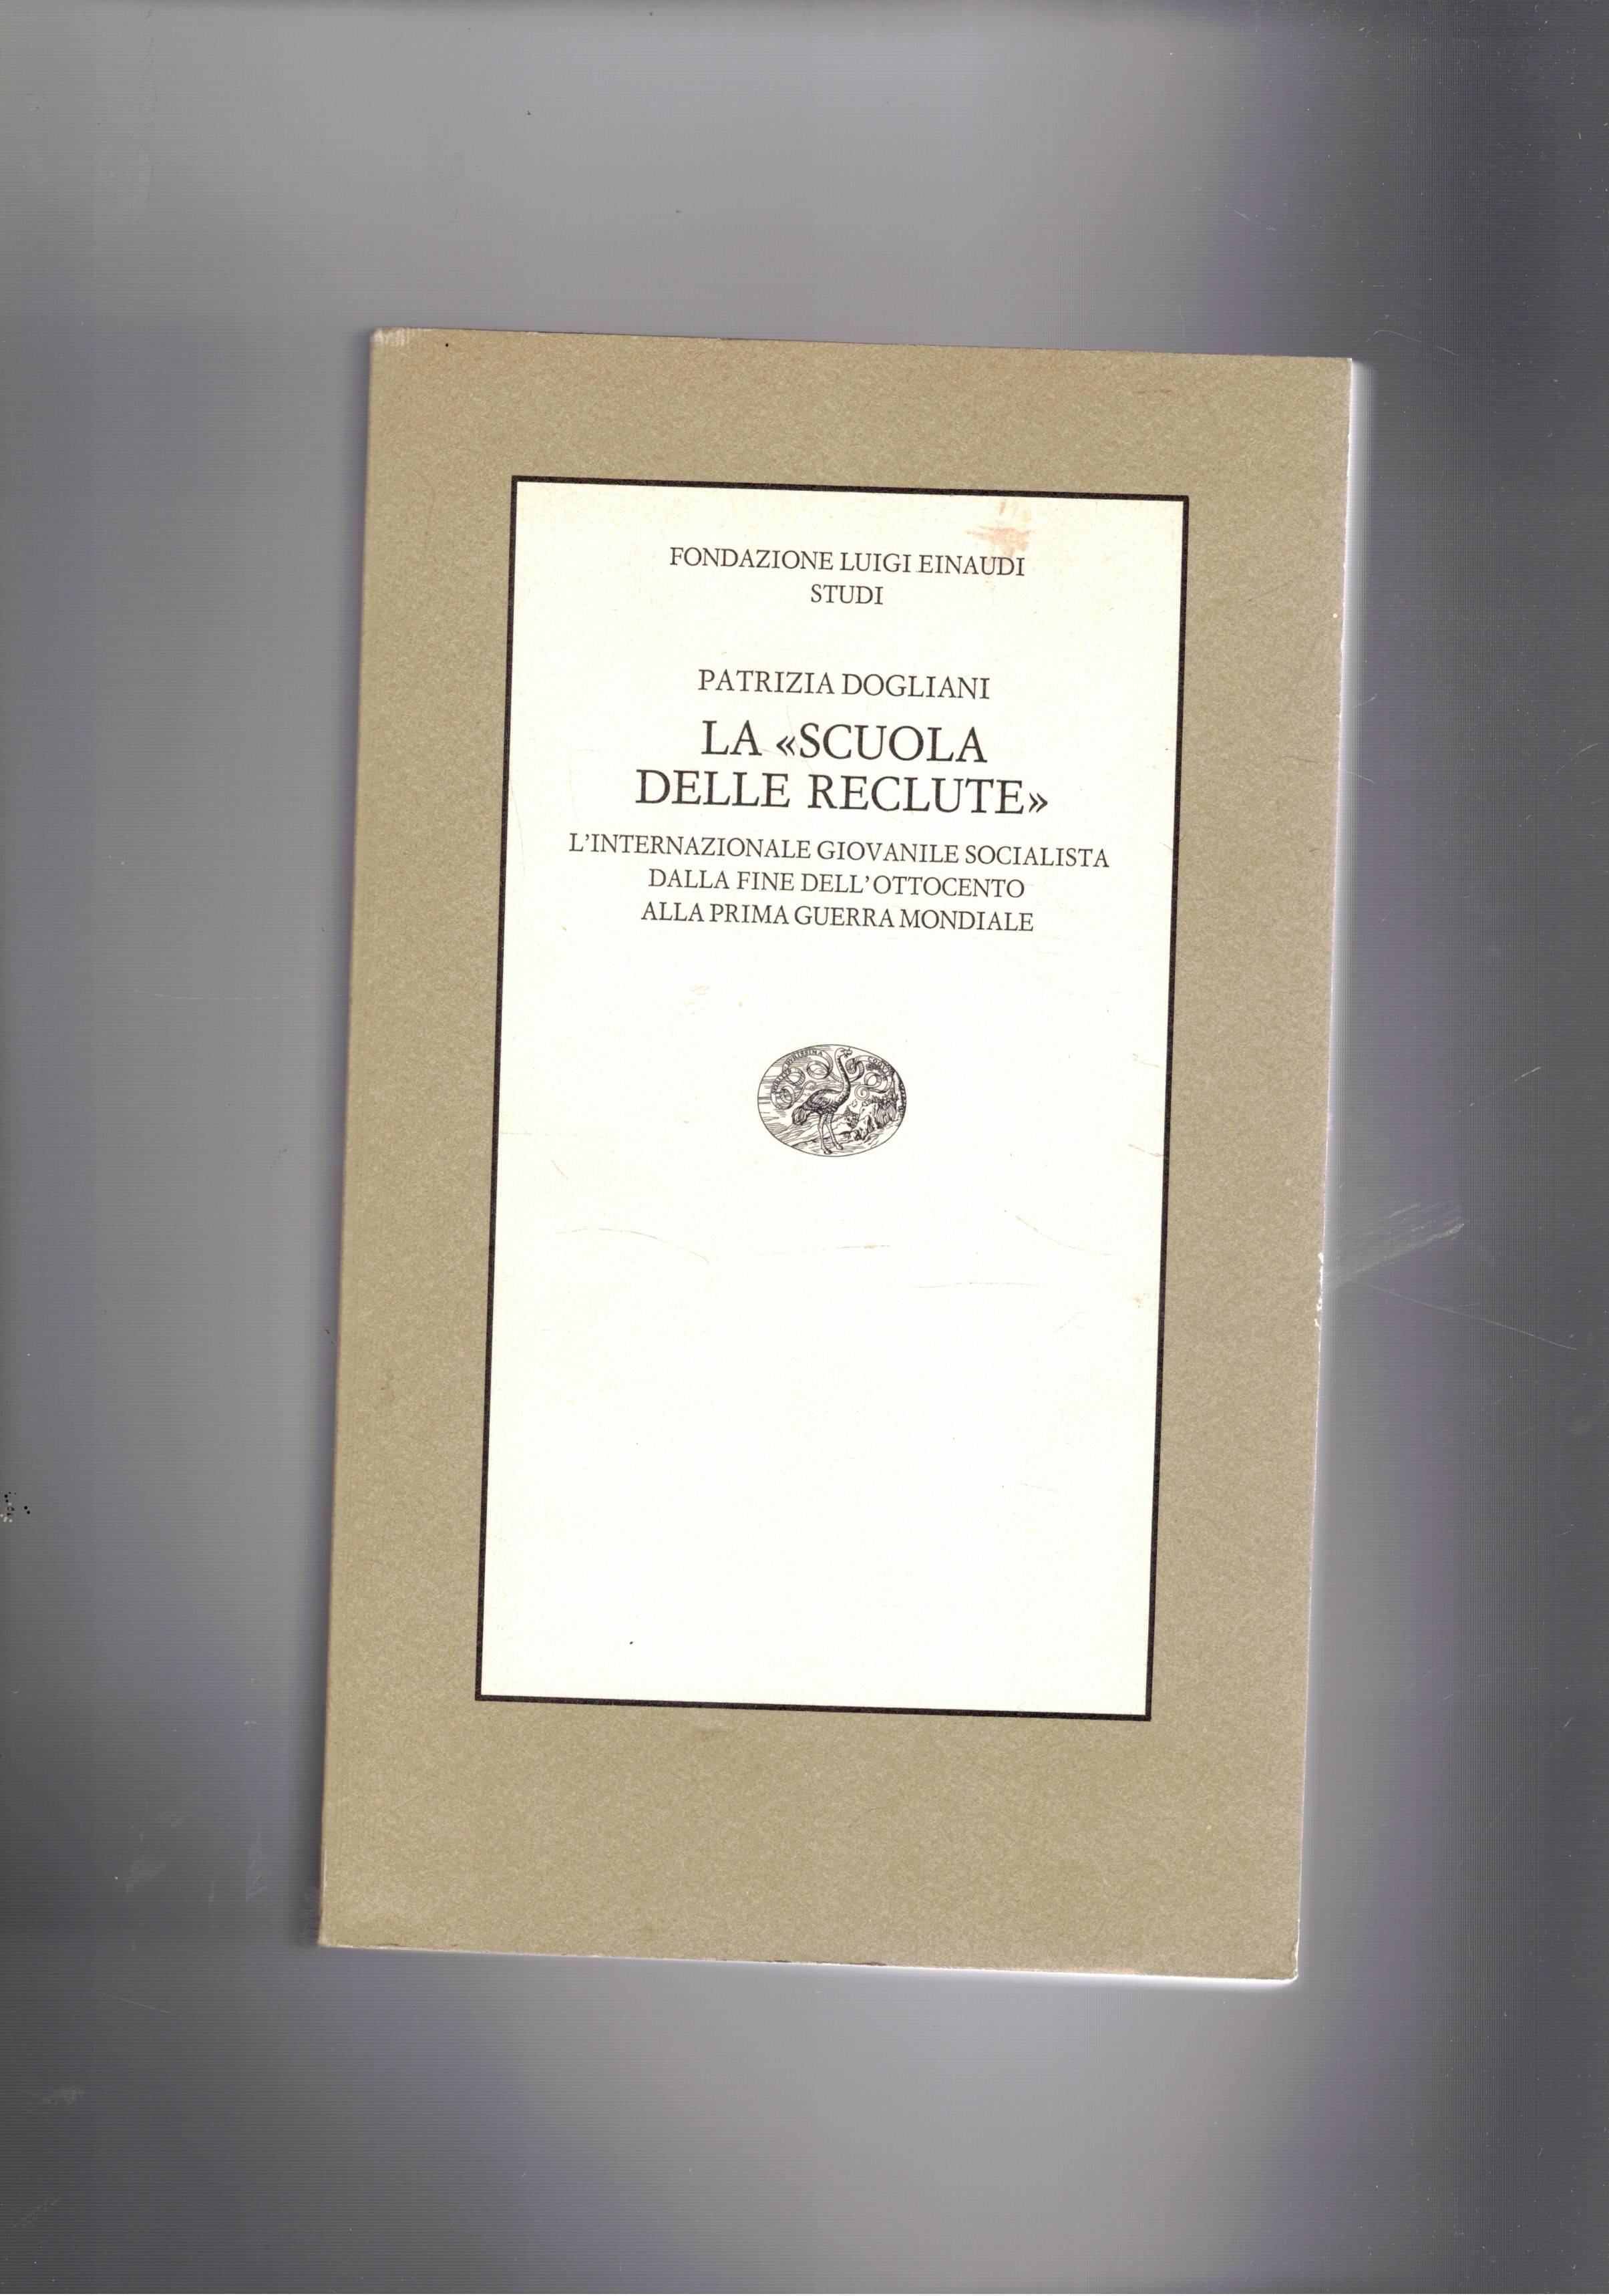 FONDAZIONE LUIGI EINAUDI
STUDI
PATRIZIA DOGLIANI
LA «SCUOLA
DELLE RECLUTE»
L'INTERNAZIONALE GIOVANILE SOCIALISTA
DALLA FINE DELL'OTTOCENTO
ALLA PRIMA GUERRA MONDIALE